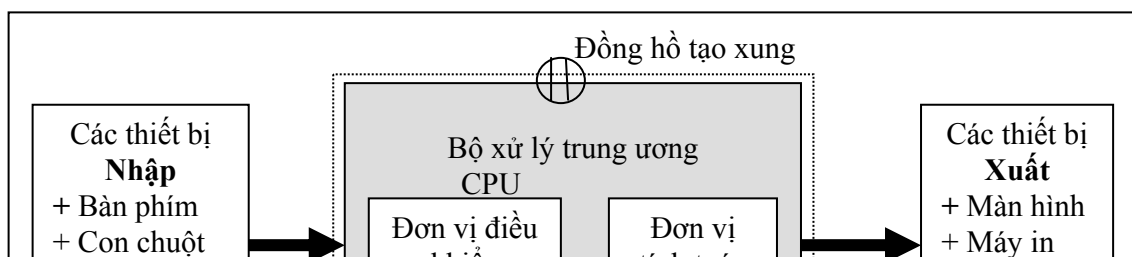 Đồng hồ tạo xung
Các thiết bị
Nhập
+ Bàn phím
+ Con chuột
Bộ xử lý trung ương
CPU
Đơn vị điều
Đơn vị
Các thiết bị
Xuất
+ Màn hình
+ Máy in